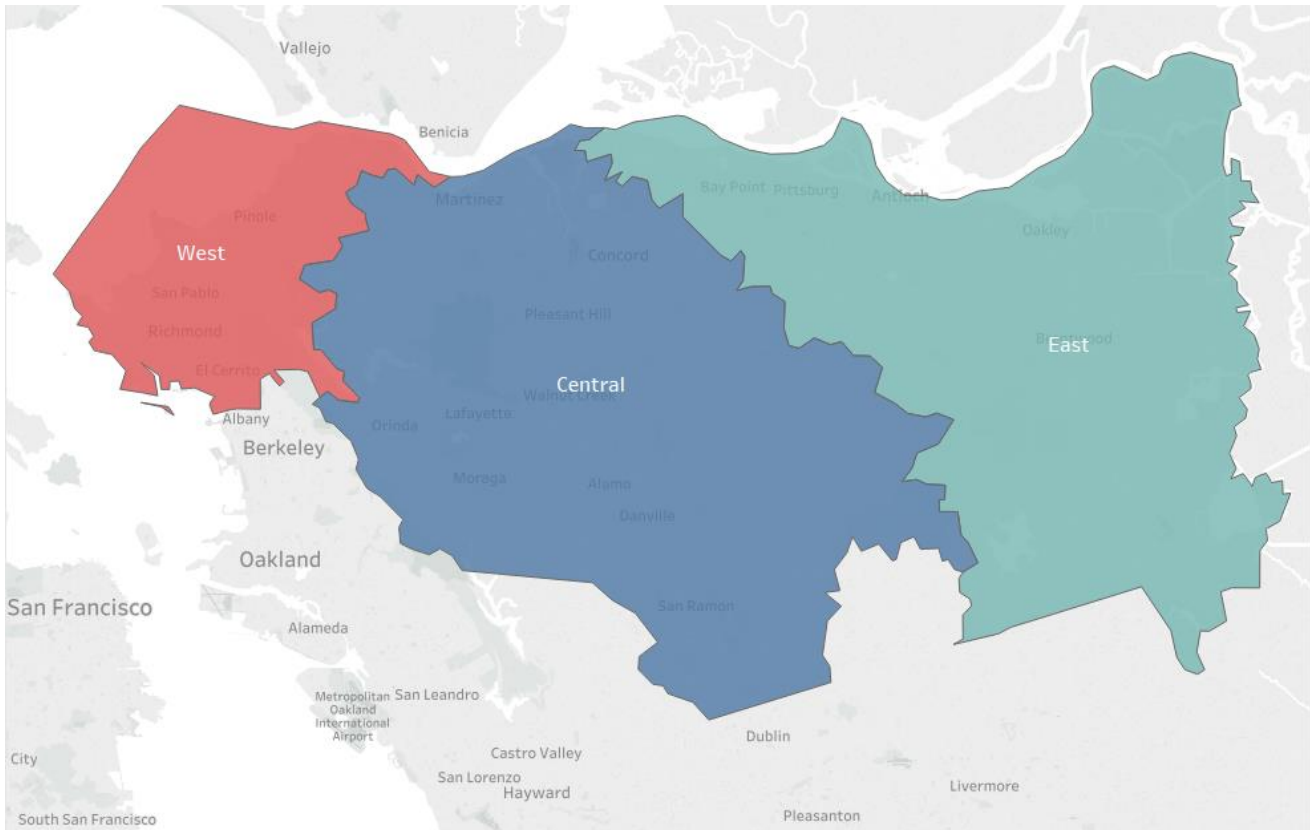 Vallejo
Benicia
Martinez
Bay Point
Pittsburg
Antioch
Pinole
Oakley
West
Concord
San Pablo
Pleasant Hill
Richmond
Brentwood
East
El Cerrito
Central
Walnut Creek
Albany
Lafayette
Orinda
Berkeley
Moraga
Alamo
Danville
Oakland
San Francisco
San Ramon
Alameda
Metropolitan
Oakland
International
Airport
San Leandro
Dublin
Castro Valley
City
San Lorenzo
Livermore
Hayward
Pleasanton
South San Francisco